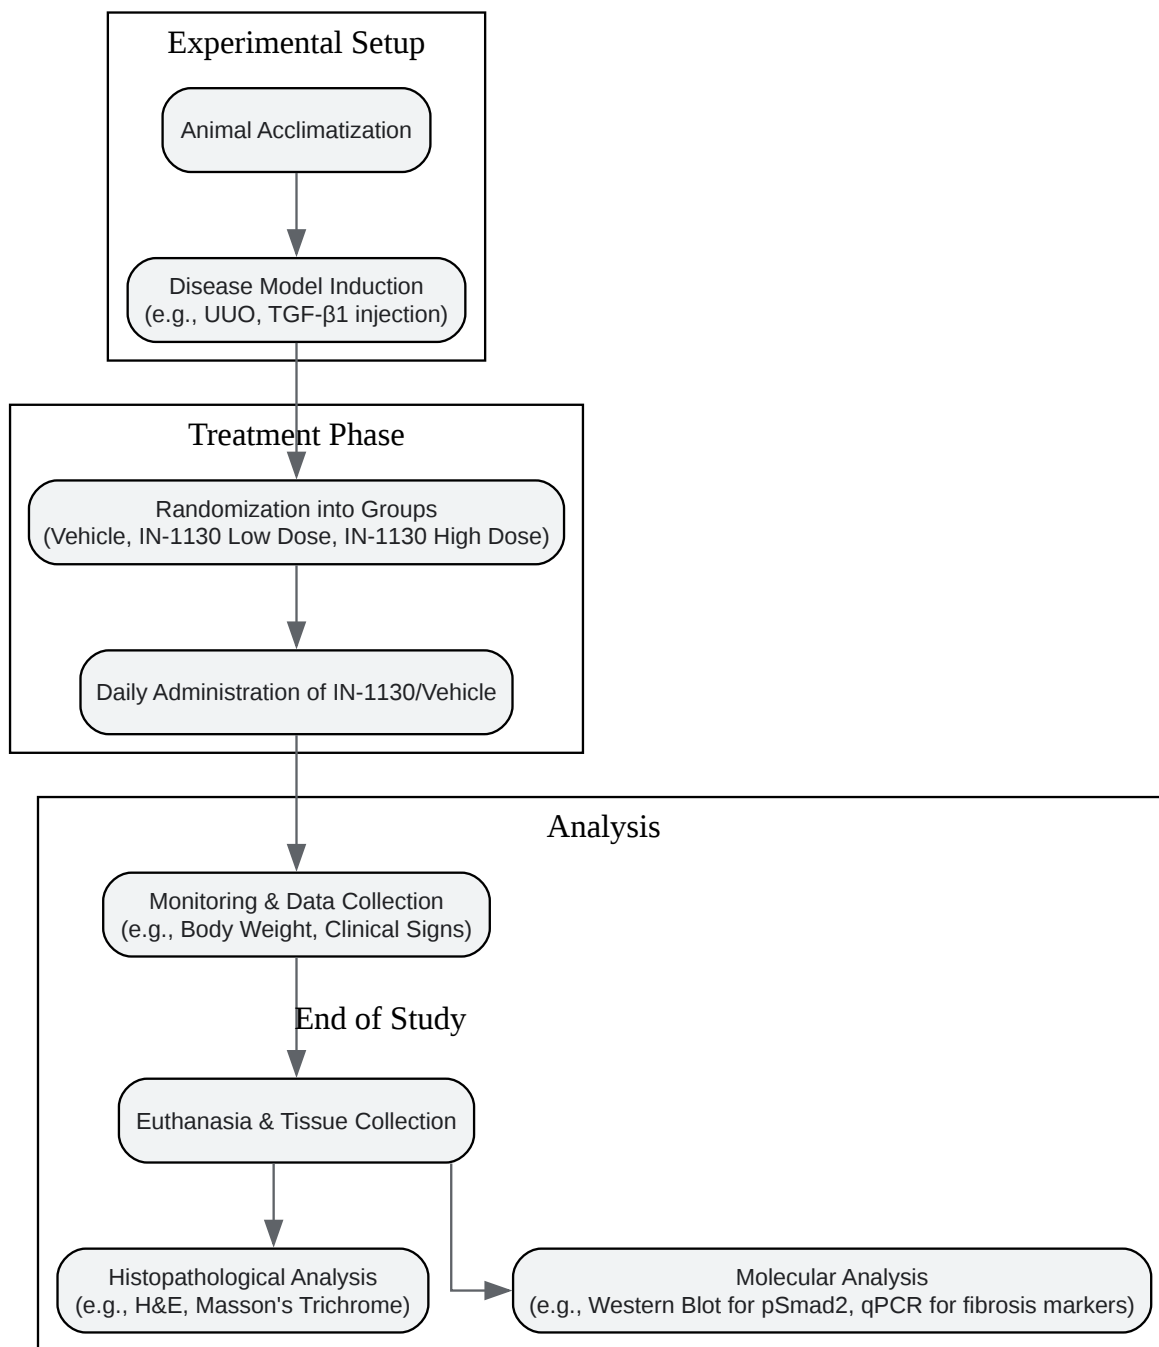 Experimental Setup
Animal Acclimatization
Disease Model Induction
(e.g., UUO, TGF-β1 injection)
Treatment Phase
Randomization into Groups
(Vehicle, IN-1130 Low Dose, IN-1130 High Dose)
Daily Administration of IN-1130/Vehicle
Analysis
Monitoring & Data Collection
(e.g., Body Weight, Clinical Signs)
End of Study
Euthanasia & Tissue Collection
Histopathological Analysis
(e.g., H&E, Masson's Trichrome)
Molecular Analysis
(e.g., Western Blot for pSmad2, qPCR for fibrosis markers)